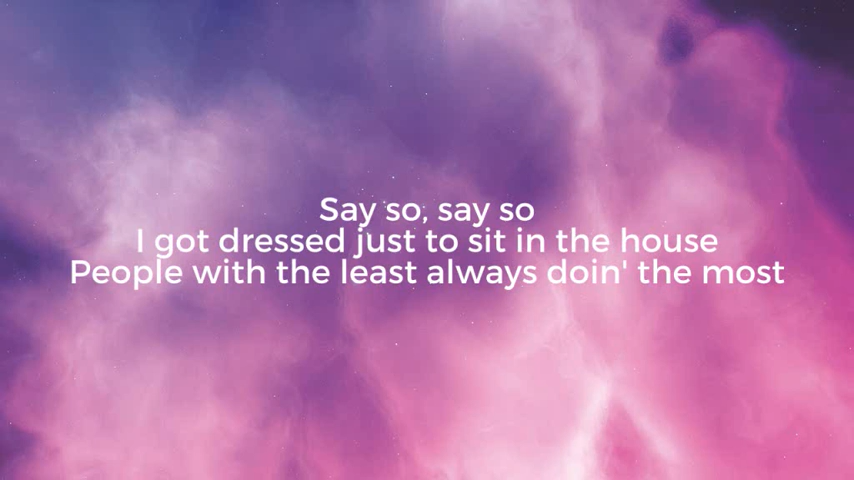 Say so, say so
I got dressed just to sit in the house
People with the least always doin' the most